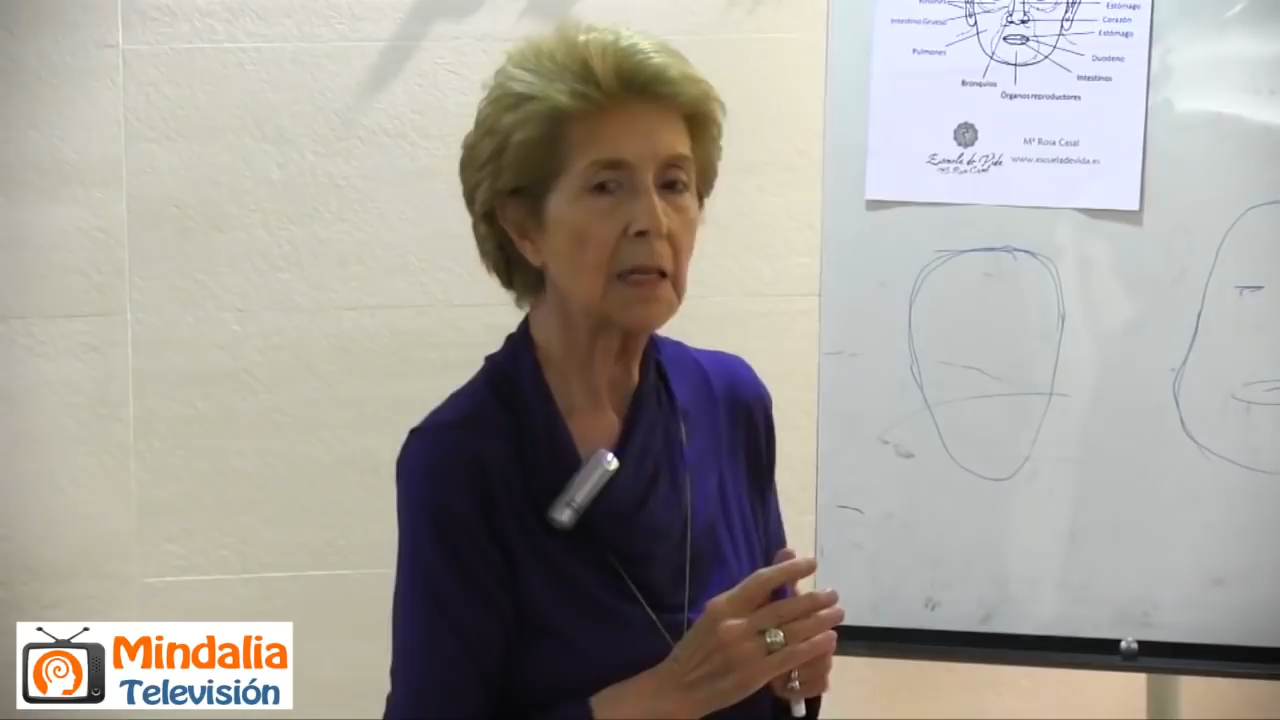 Riñones
Estómago
Intestino Grueso
Corazón
Estómago
Pulmones
Duodeno
Bronquios
Intestinos
Órganos reproductores
Mª Rosa Casal
Escuela de Vida
www.escueladevida.es
Mª Rosa Casal
Mindalia
Televisión